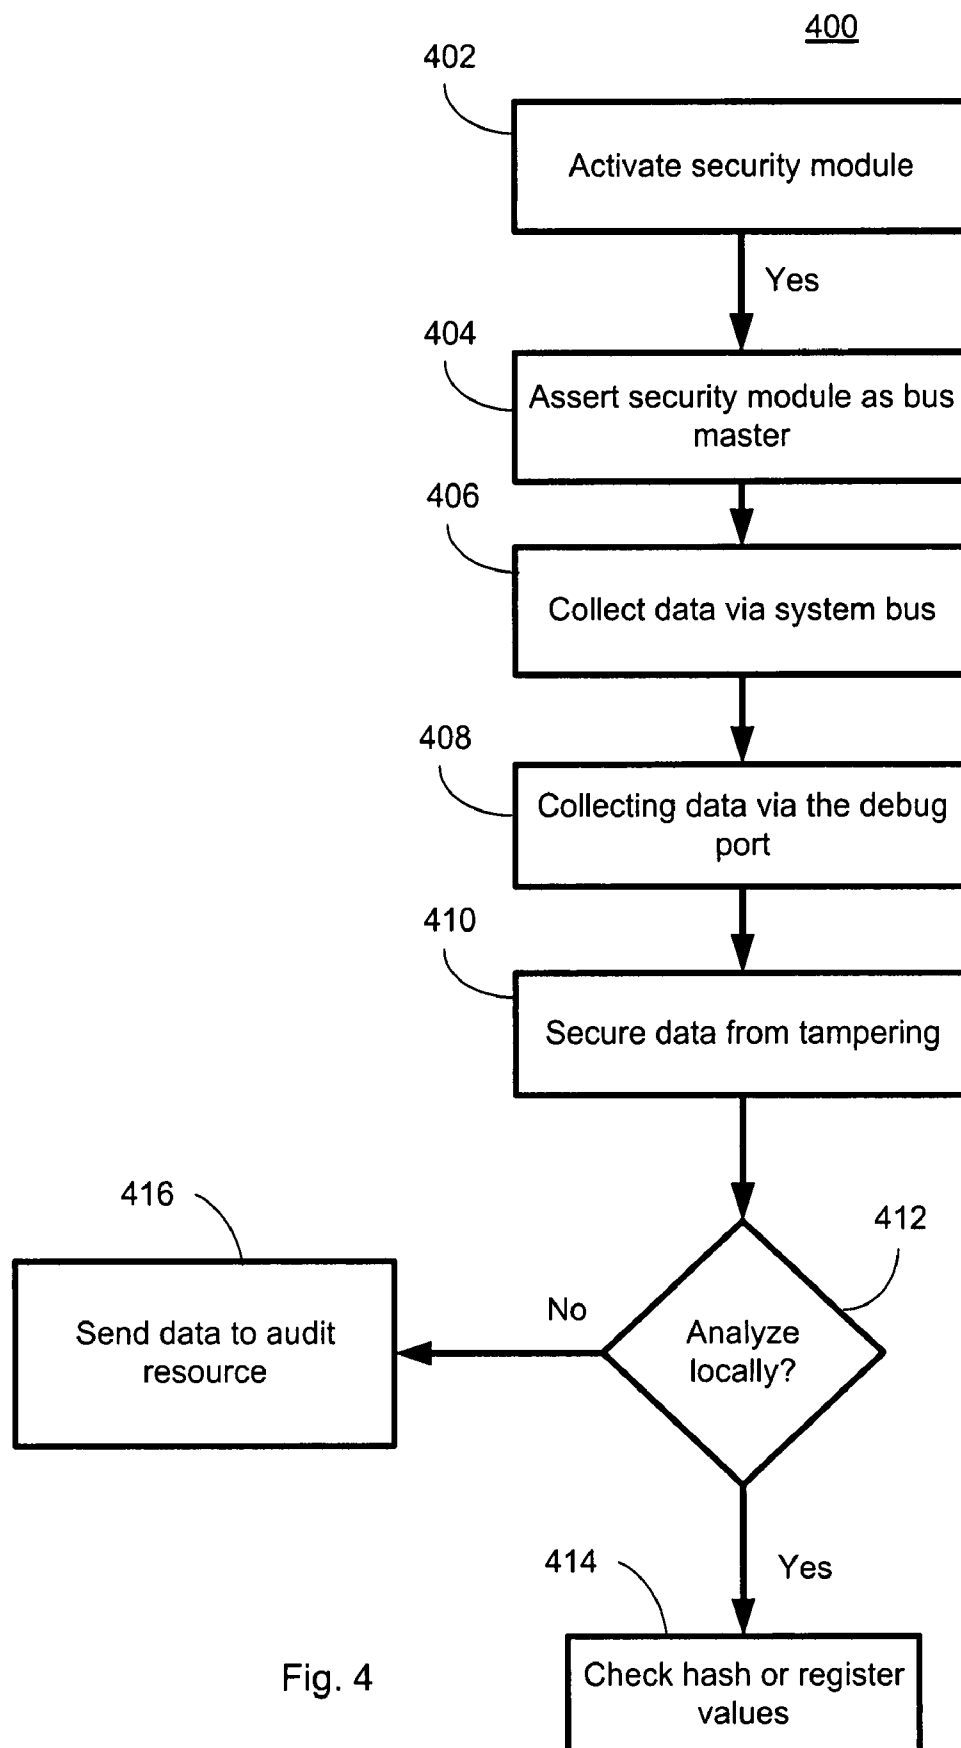 400
402
Activate security module
Yes
404
Assert security module as bus
master
406
Collect data via system bus
408
Collecting data via the debug
port
410
Secure data from tampering
416
412
Send data to audit
resource
No
Analyze
locally?
414
Yes
Check hash or register
values
Fig. 4